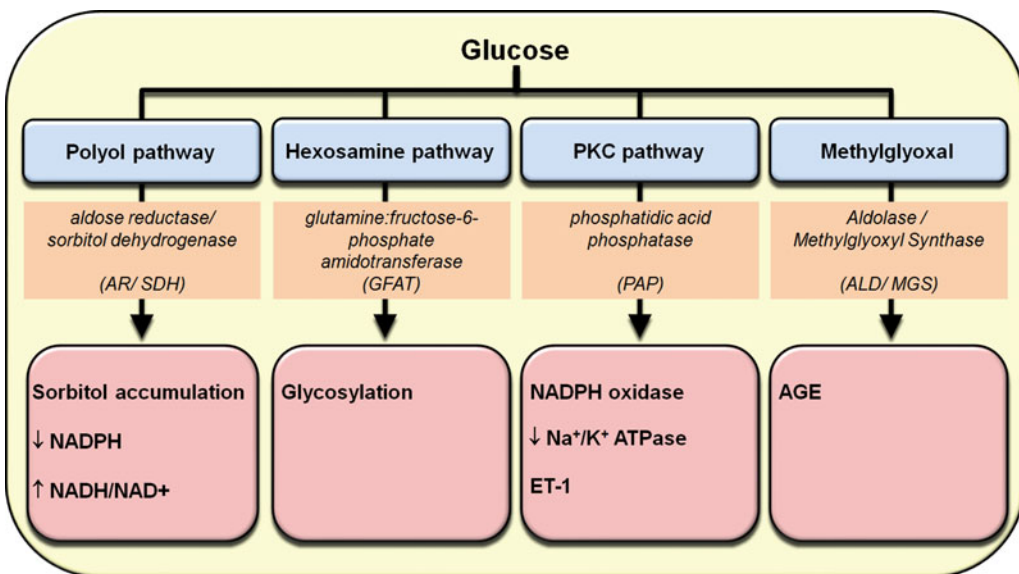 Glucose
Polyol pathway
Hexosamine pathway
PKC pathway
Methylglyoxal
aldose reductase/
sorbitol dehydrogenase
(AR/ SDH)
glutamine:fructose-6-
phosphate
amidotransferase
(GFAT)
phosphatidic acid
phosphatase
(PAP)
Aldolase /
Methylglyoxyl Synthase
(ALD/ MGS)
Sorbitol accumulation
↓ NADPH
↑ NADH/NAD+
Glycosylation
NADPH oxidase
↓ Na⁺/K⁺ ATPase
ET-1
AGE